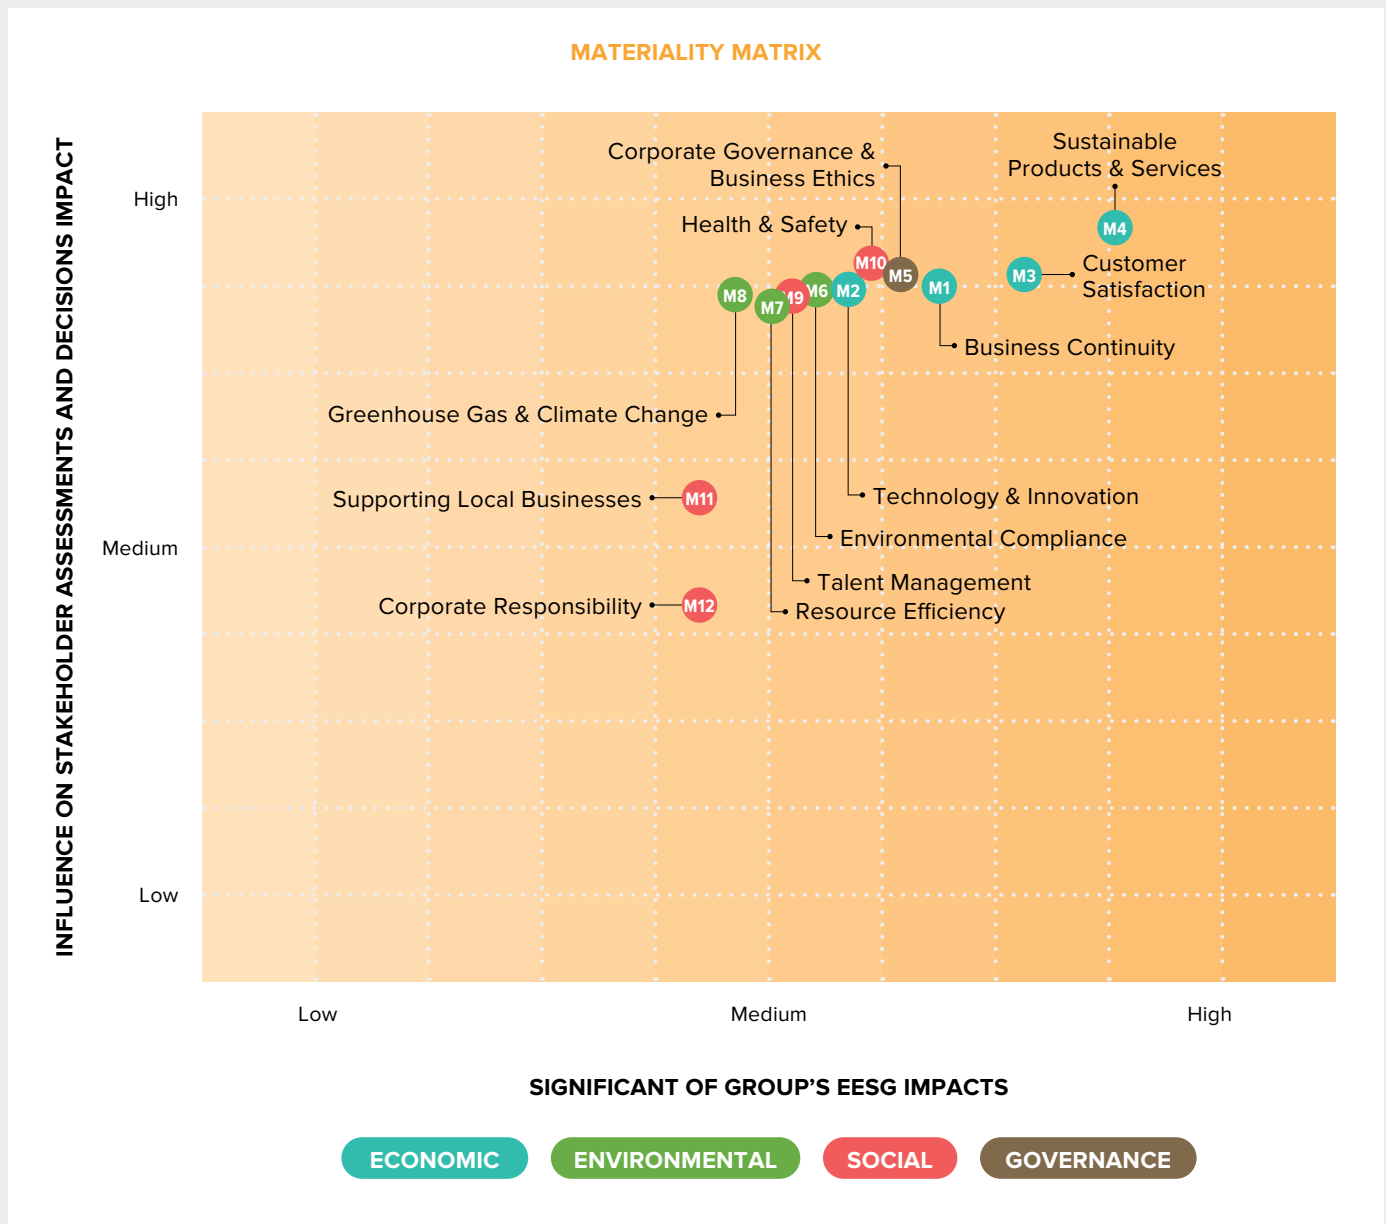 MATERIALITY MATRIX
INFLUENCE ON STAKEHOLDER ASSESSMENTS AND DECISIONS IMPACT
High
Medium
Low
Corporate Governance &
Business Ethics
Sustainable
Products & Services
Health & Safety
M4
M10
M5
M3
Customer
Satisfaction
M8
M7
M9
M6
M2
M1
Business Continuity
Greenhouse Gas & Climate Change
Supporting Local Businesses
M11
Technology & Innovation
Environmental Compliance
Talent Management
Corporate Responsibility
M12
Resource Efficiency
Low
Medium
High
SIGNIFICANT OF GROUP’S EESG IMPACTS
ECONOMIC
ENVIRONMENTAL
SOCIAL
GOVERNANCE